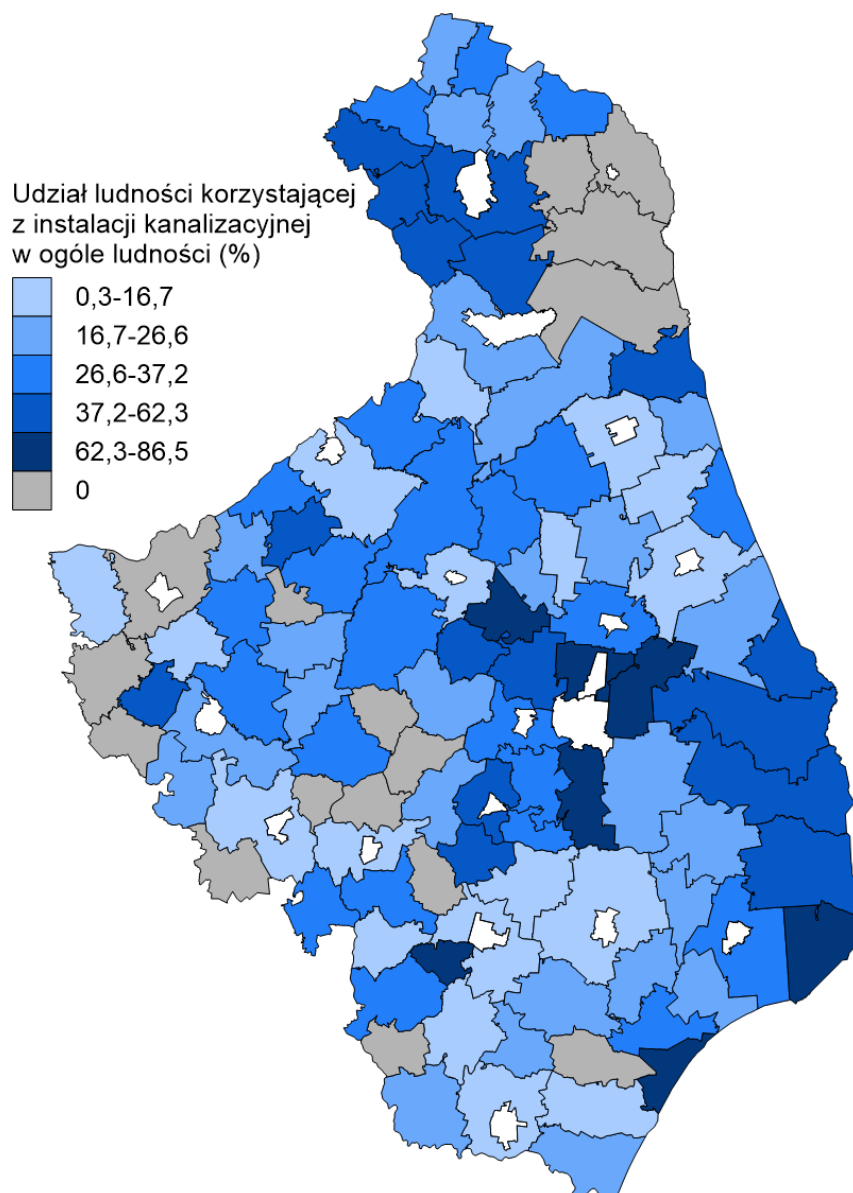 Udział ludności korzystającej
z instalacji kanalizacyjnej
w ogóle ludności (%)
0,3-16,7
16,7-26,6
26,6-37,2
37,2-62,3
62,3-86,5
0